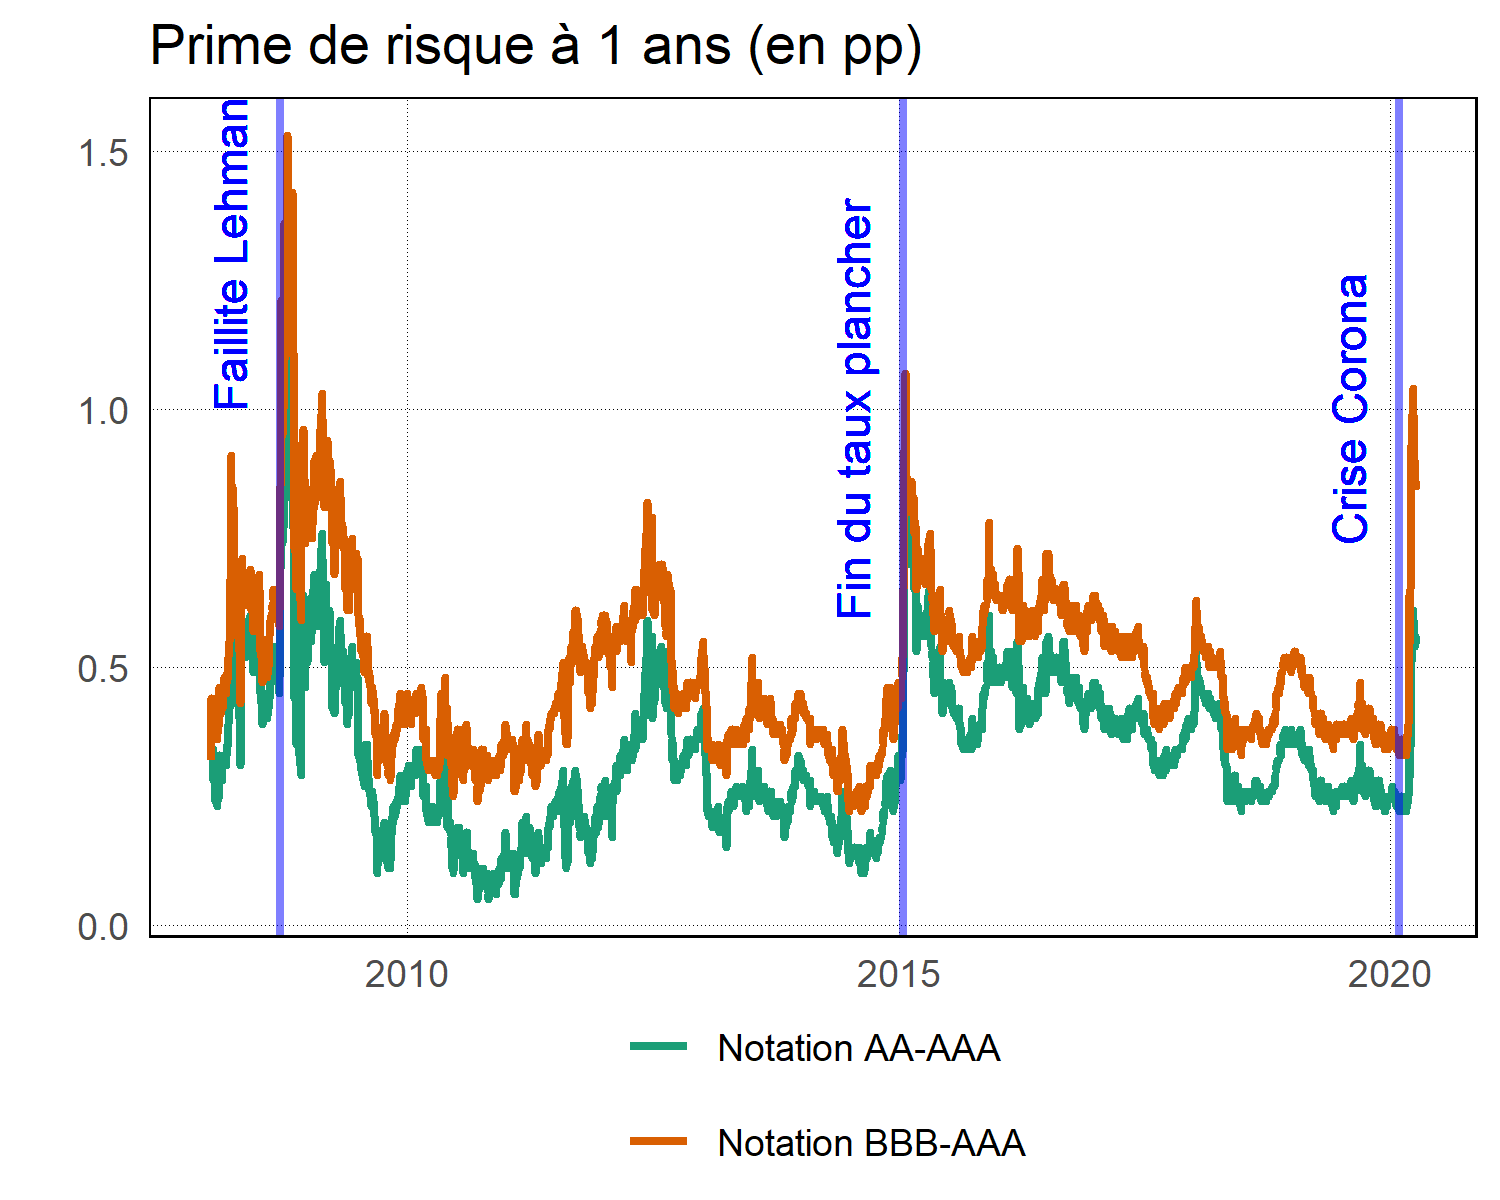 Prime de risque à 1 ans (en pp)
1.5
1.0
0.5
0.0
Faillite Lehman
Fin du taux plancher
Crise Corona
2010
2015
2020
Notation AA-AAA
Notation BBB-AAA